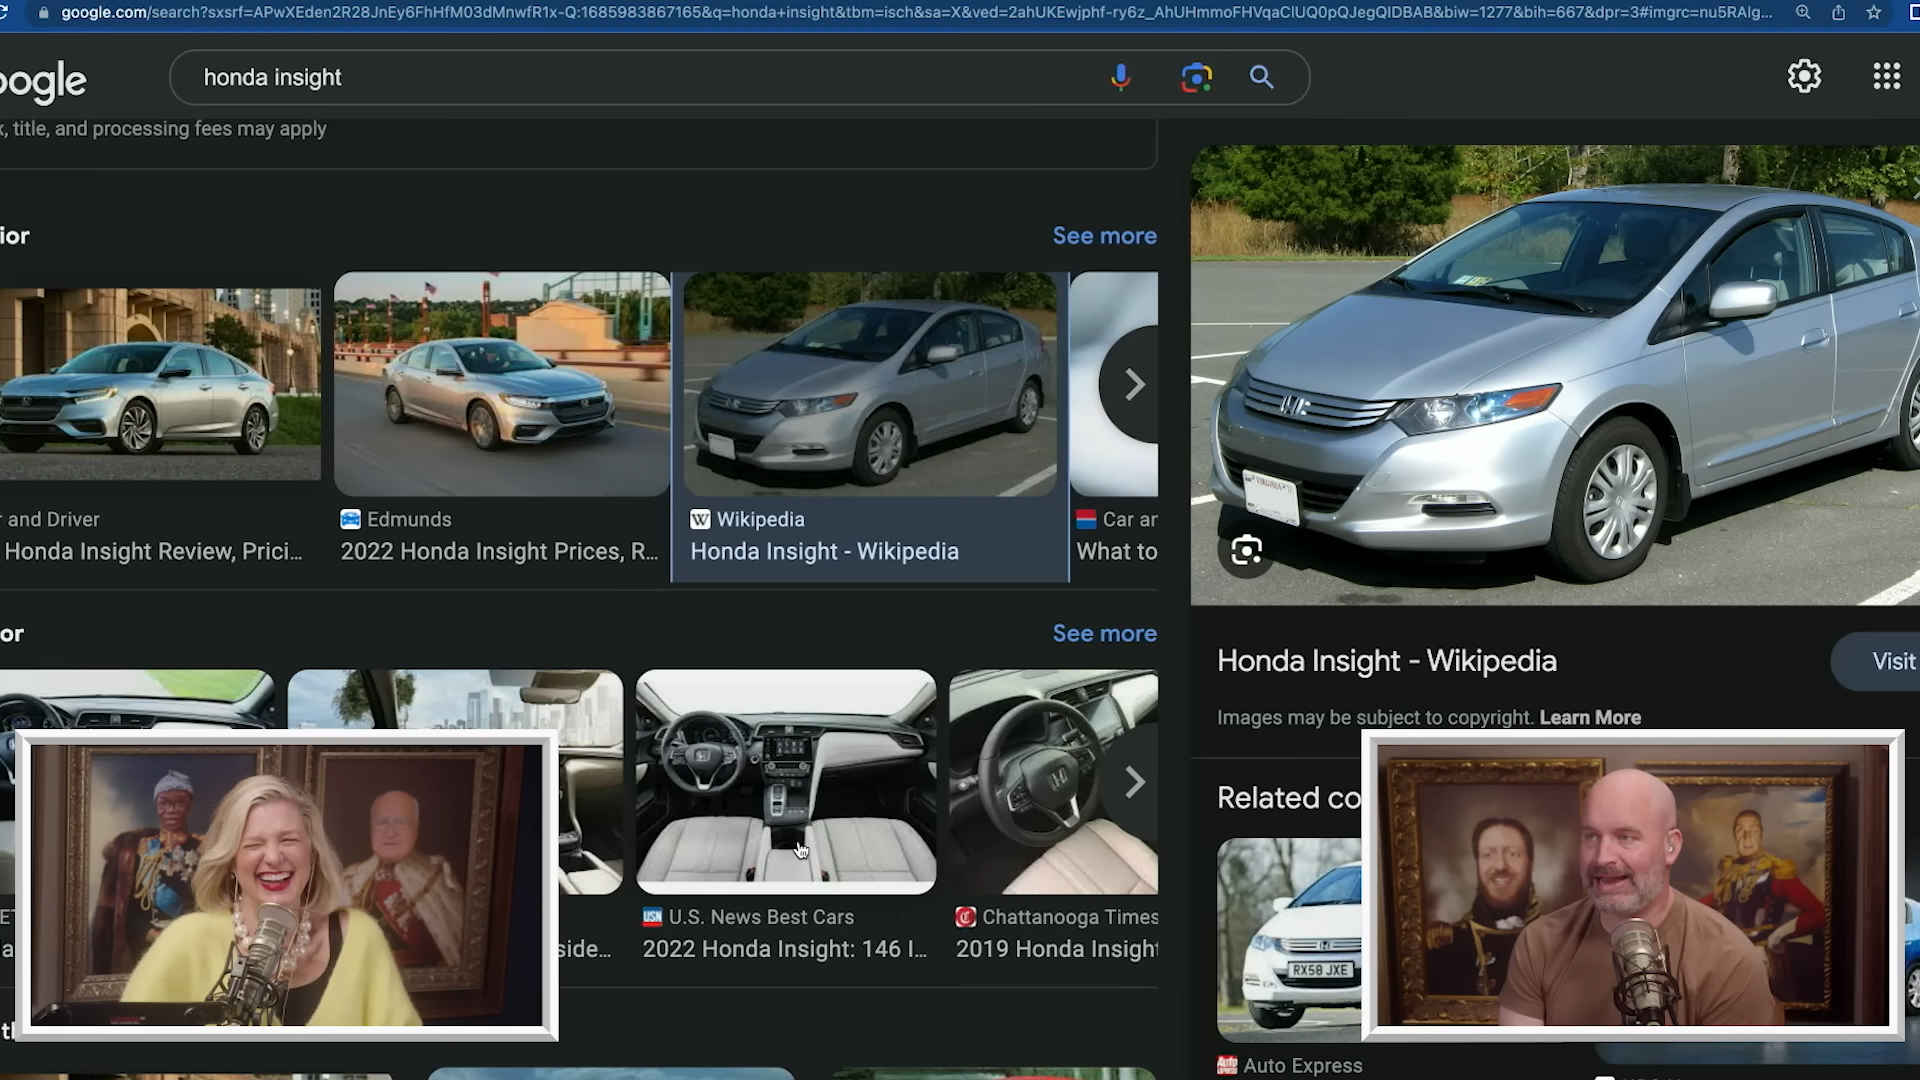 google.com/search?sxsrf=APwXEden2R28JnEy6FhHfM03dMnwfR1x-Q:1685983867165&q=honda+insight&tbm=isch&sa=X&ved=2ahUKEwjphf-ry6z_AhUHmmoFHVqaClUQ0pQJegQIDBAB&biw=1277&bih=667&dpr=3#imgrc=nu5RAlg...
oogle
honda insight
x, title, and processing fees may apply
ior
See more
r and Driver
Honda Insight Review, Prici...
Edmunds
2022 Honda Insight Prices, R...
W Wikipedia
Honda Insight - Wikipedia
Car ar
What to
VIRGINIA
Honda Insight - Wikipedia
Visit
Images may be subject to copyright. Learn More
or
See more
Related co
side...
USN U.S. News Best Cars
2022 Honda Insight: 146 I...
Chattanooga Times
2019 Honda Insight
RX58 JXE
Auto Express